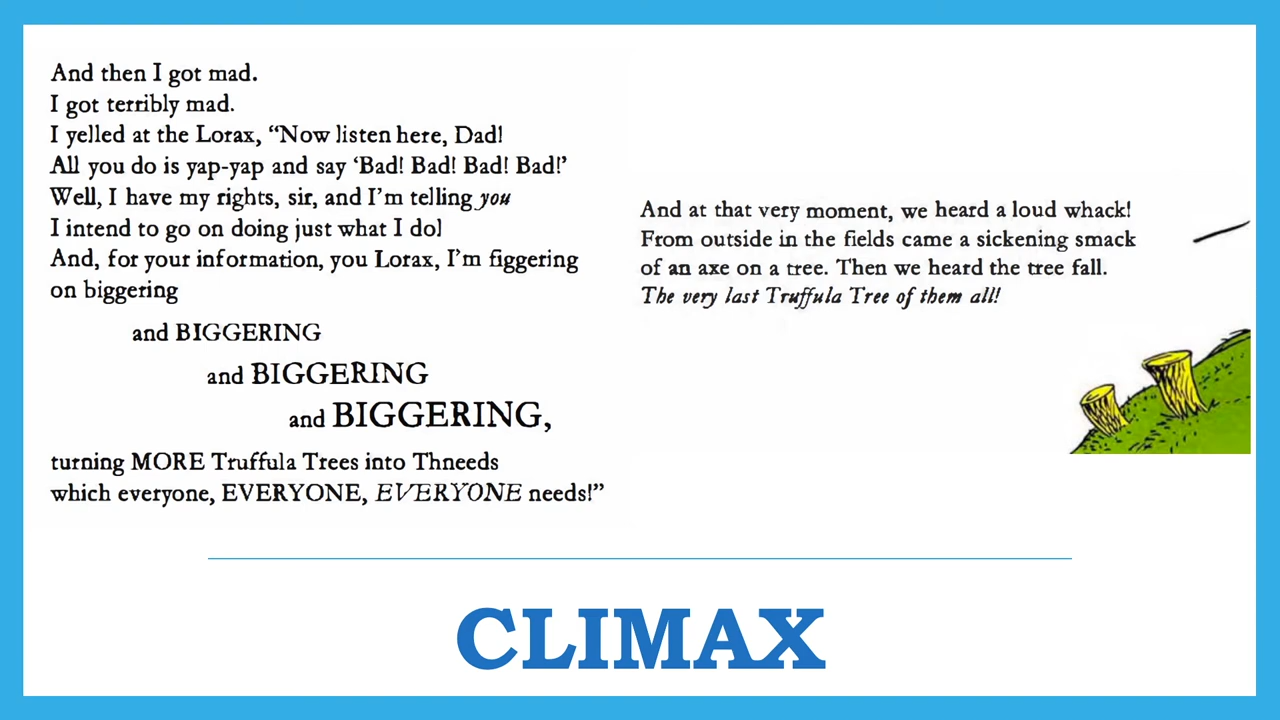 And then I got mad.
I got terribly mad.
I yelled at the Lorax, “Now listen here, Dad!
All you do is yap-yap and say ‘Bad! Bad! Bad! Bad!’
Well, I have my rights, sir, and I’m telling you
I intend to go on doing just what I do!
And, for your information, you Lorax, I’m figgering
on biggering
and BIGGERING
and BIGGERING
and BIGGERING,
turning MORE Truffula Trees into Thneeds
which everyone, EVERYONE, EVERYONE needs!”
And at that very moment, we heard a loud whack!
From outside in the fields came a sickening smack
of an axe on a tree. Then we heard the tree fall.
The very last Truffula Tree of them all!
CLIMAX